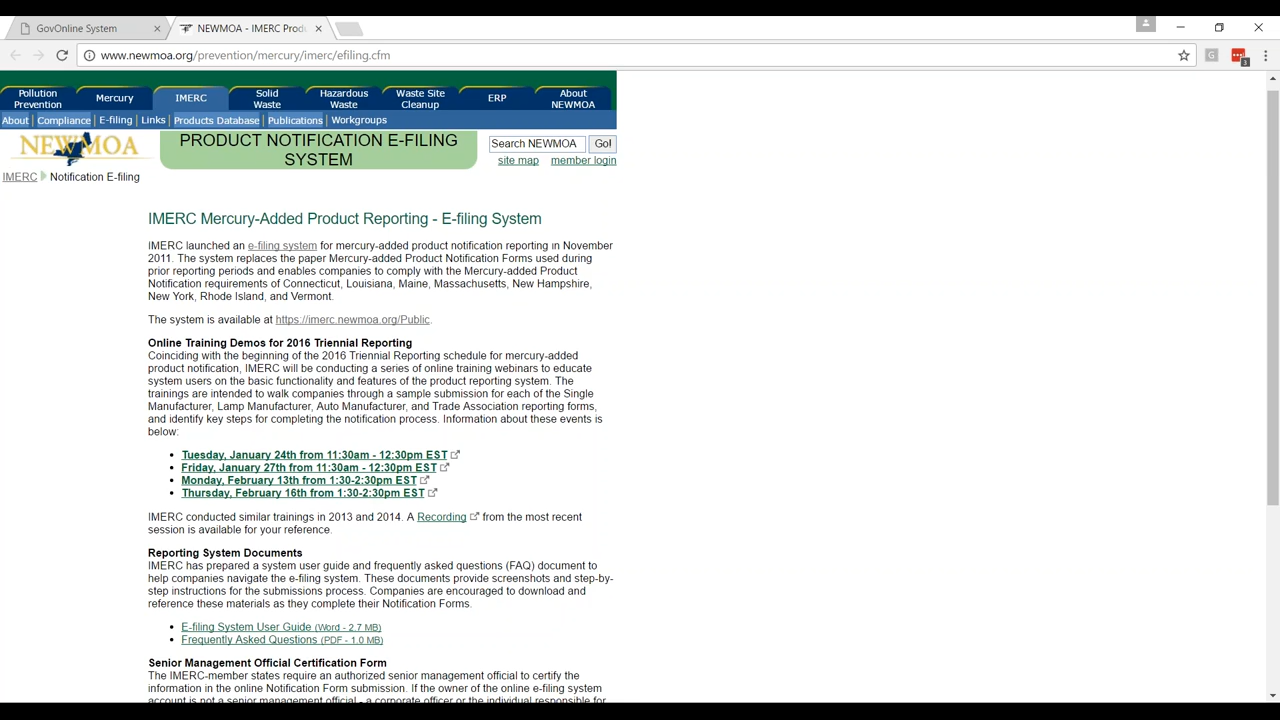 GovOnline System
NEWMOA - IMERC Prod
www.newmoa.org/prevention/mercury/imerc/efiling.cfm
G
3
Pollution Prevention
Mercury
IMERC
Solid Waste
Hazardous Waste
Waste Site Cleanup
ERP
About NEWMOA
About | Compliance | E-filing | Links | Products Database | Publications | Workgroups
NEWMOA
PRODUCT NOTIFICATION E-FILING
SYSTEM
Search NEWMOA Go!
site map member login
IMERC Notification E-filing
IMERC Mercury-Added Product Reporting - E-filing System
IMERC launched an e-filing system for mercury-added product notification reporting in November
2011. The system replaces the paper Mercury-added Product Notification Forms used during
prior reporting periods and enables companies to comply with the Mercury-added Product
Notification requirements of Connecticut, Louisiana, Maine, Massachusetts, New Hampshire,
New York, Rhode Island, and Vermont.
The system is available at https://imerc.newmoa.org/Public.
Online Training Demos for 2016 Triennial Reporting
Coinciding with the beginning of the 2016 Triennial Reporting schedule for mercury-added
product notification, IMERC will be conducting a series of online training webinars to educate
system users on the basic functionality and features of the product reporting system. The
trainings are intended to walk companies through a sample submission for each of the Single
Manufacturer, Lamp Manufacturer, Auto Manufacturer, and Trade Association reporting forms,
and identify key steps for completing the notification process. Information about these events is
below:
• Tuesday, January 24th from 11:30am - 12:30pm EST
• Friday, January 27th from 11:30am - 12:30pm EST
• Monday, February 13th from 1:30-2:30pm EST
• Thursday, February 16th from 1:30-2:30pm EST
IMERC conducted similar trainings in 2013 and 2014. A Recording from the most recent
session is available for your reference.
Reporting System Documents
IMERC has prepared a system user guide and frequently asked questions (FAQ) document to
help companies navigate the e-filing system. These documents provide screenshots and step-by-
step instructions for the submissions process. Companies are encouraged to download and
reference these materials as they complete their Notification Forms.
• E-filing System User Guide (Word - 2.7 MB)
• Frequently Asked Questions (PDF - 1.0 MB)
Senior Management Official Certification Form
The IMERC-member states require an authorized senior management official to certify the
information in the online Notification Form submission. If the owner of the online e-filing system
account is not a senior management official - a corporate officer or the individual responsible for